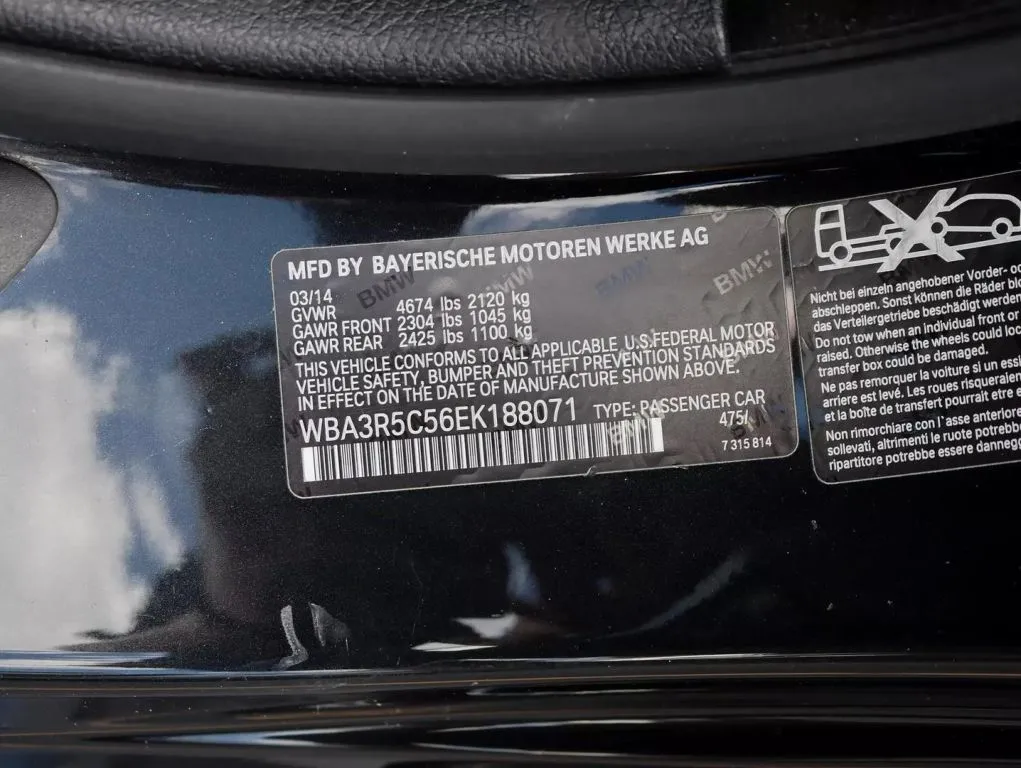 MFD BY BAYERISCHE MOTOREN WERKE AG
03/14
GVWR 4674 lbs 2120 kg
GAWR FRONT 2304 lbs 1045 kg
GAWR REAR 2425 lbs 1100 kg
THIS VEHICLE CONFORMS TO ALL APPLICABLE U.S.FEDERAL MOTOR
VEHICLE SAFETY, BUMPER AND THEFT PREVENTION STANDARDS
IN EFFECT ON THE DATE OF MANUFACTURE SHOWN ABOVE.
WBA3R5C56EK188071 TYPE: PASSENGER CAR
475/
7 315 814
BMW
BMW
BMW
BMW
BMW
BMW
Nicht bei einzeln angehobener Vorder-
abschleppen. Sonst können die Räder
das Verteilergetriebe beschädigt werden
Do not tow when an individual front or
raised. Otherwise the wheels could
transfer box could be damaged.
Ne pas remorquer la voiture si un
arriere est levé. Les roues
et la boîte de transfert pourrait etre
Non rimorchiare con l'asse
sollevati, altrimenti le ruote
ripartitore potrebbe essere